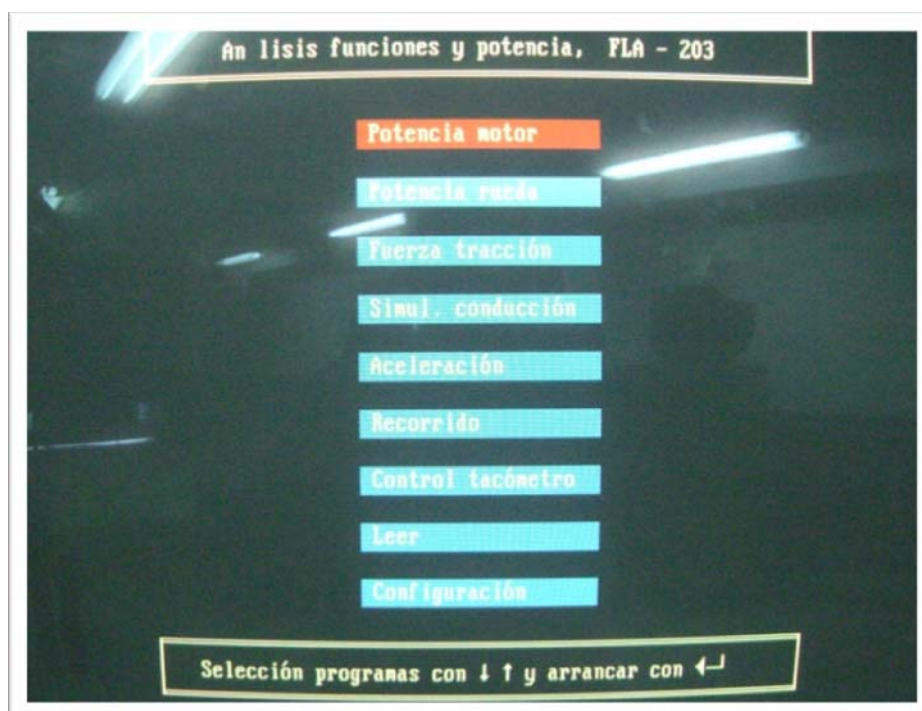 An lisis funciones y potencia, FLA - 203
Potencia motor
Potencia rueda
Fuerza tracción
Simul. conducción
Aceleración
Recorrido
Control tacómetro
Leer
Configuración
Selección programas con ↓ ↑ y arrancar con ↵